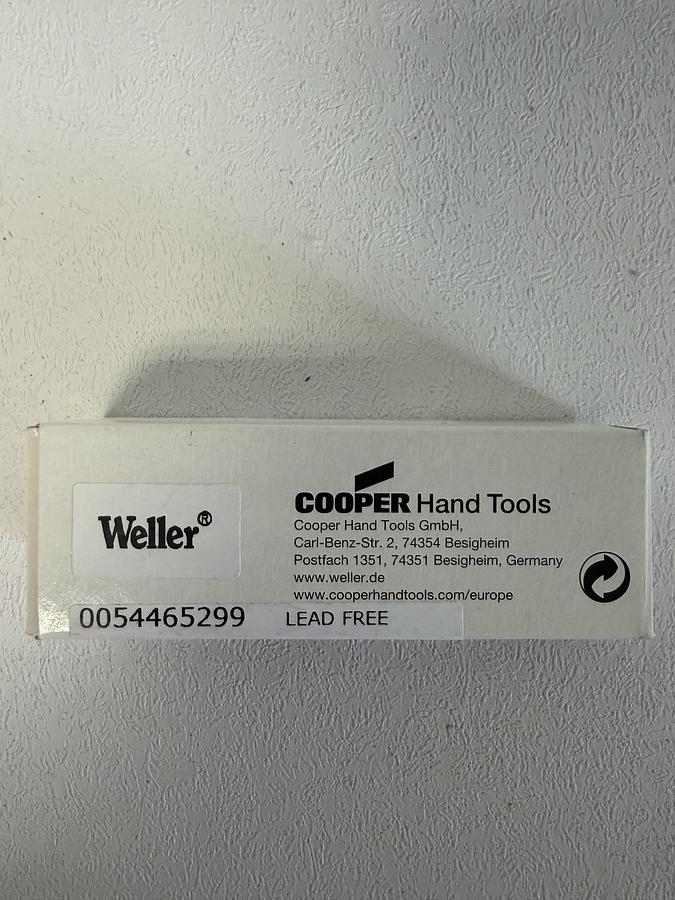 Weller®
COOPER Hand Tools
Cooper Hand Tools GmbH,
Carl-Benz-Str. 2, 74354 Besigheim
Postfach 1351, 74351 Besigheim, Germany
www.weller.de
www.cooperhandtools.com/europe
0054465299 LEAD FREE